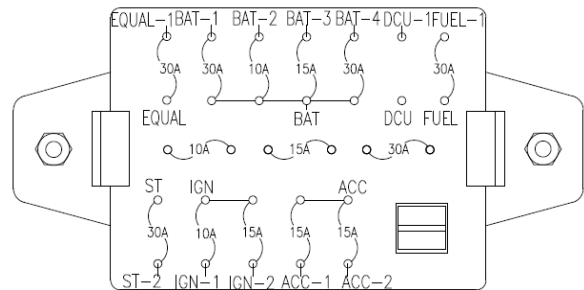 EQUAL-1 BAT-1 BAT-2 BAT-3 BAT-4 DCU-1 FUEL-1
30A 30A 10A 15A 30A 30A
EQUAL BAT DCU FUEL
10A 15A 30A
ST IGN ACC
30A 10A 15A 15A 15A
ST-2 IGN-1 IGN-2 ACC-1 ACC-2